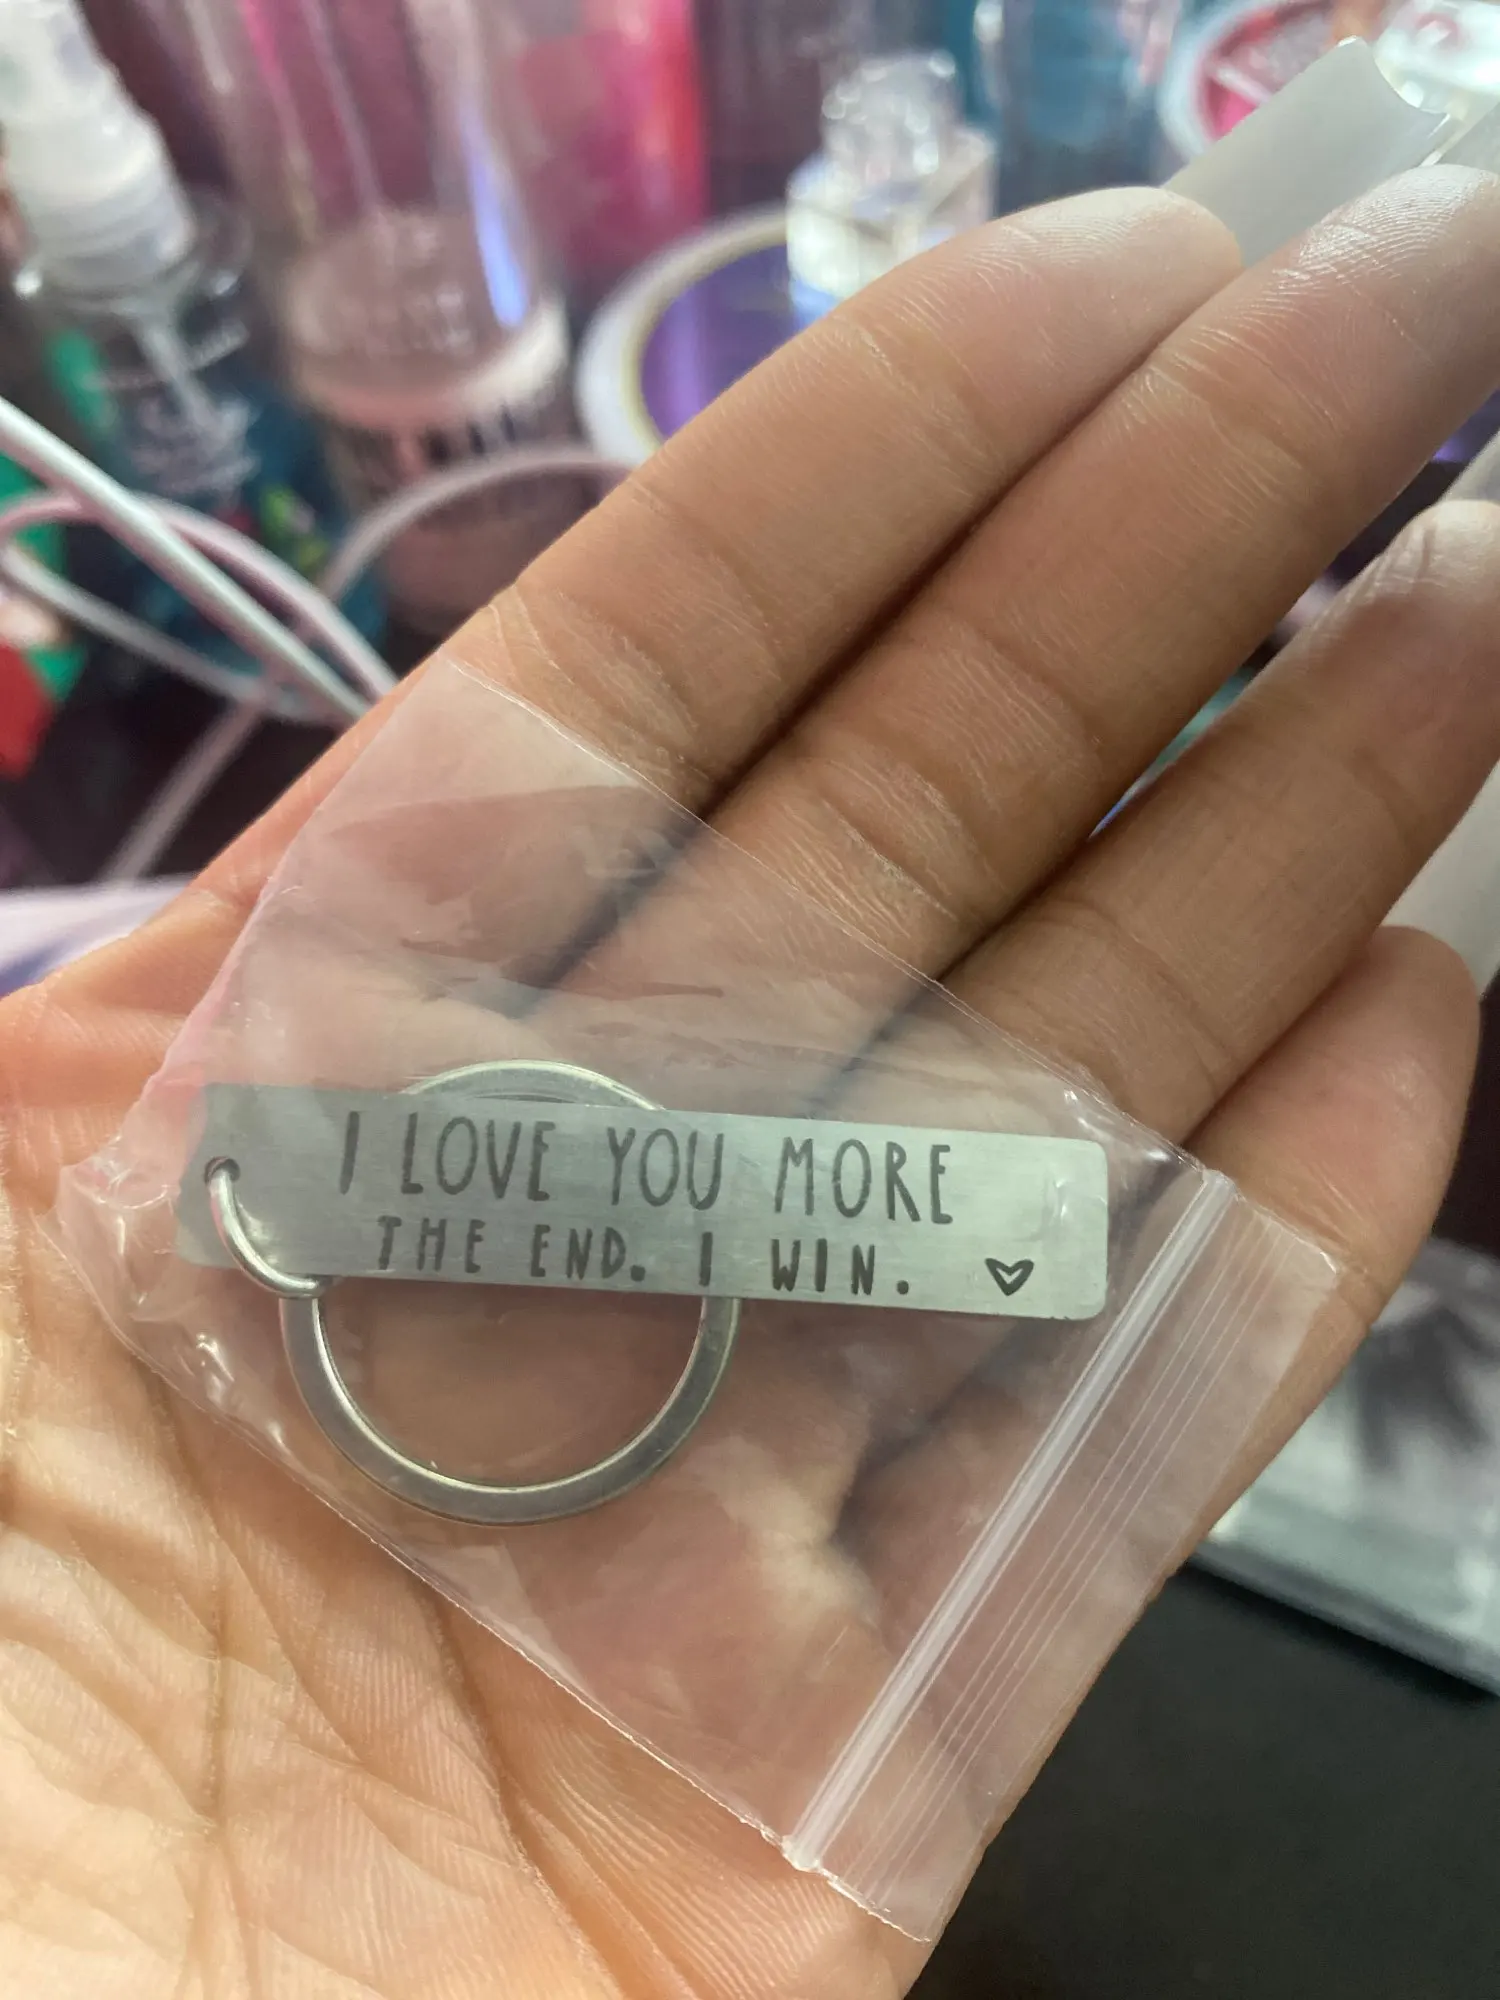 I LOVE YOU MORE
THE END. I WIN. ♡